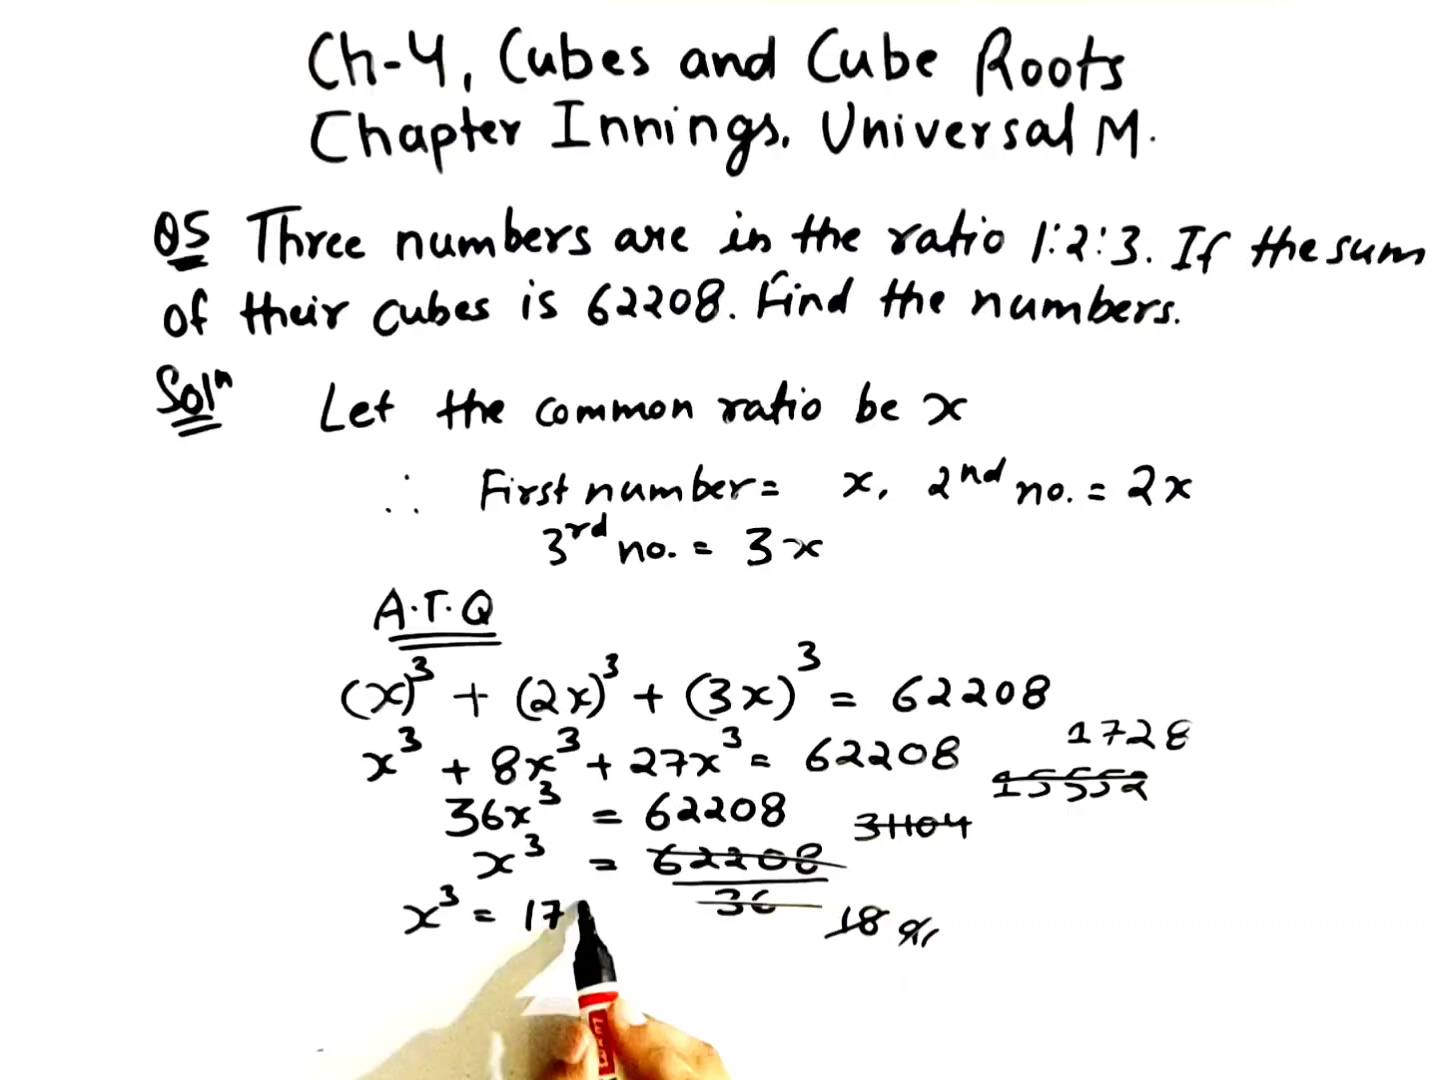 Ch-4, Cubes and Cube Roots
Chapter Innings. Universal M.
Q5 Three numbers are in the ratio 1:2:3. If the sum
of their cubes is 62208. Find the numbers.
Solⁿ Let the common ratio be x
∴ First number = x, 2ⁿᵈ no. = 2x
3ʳᵈ no. = 3x
A.T.Q
(x)³ + (2x)³ + (3x)³ = 62208
x³ + 8x³ + 27x³ = 62208 1728
15552
36x³ = 62208 31104
x³ = 62208
36 18 9
x³ = 17